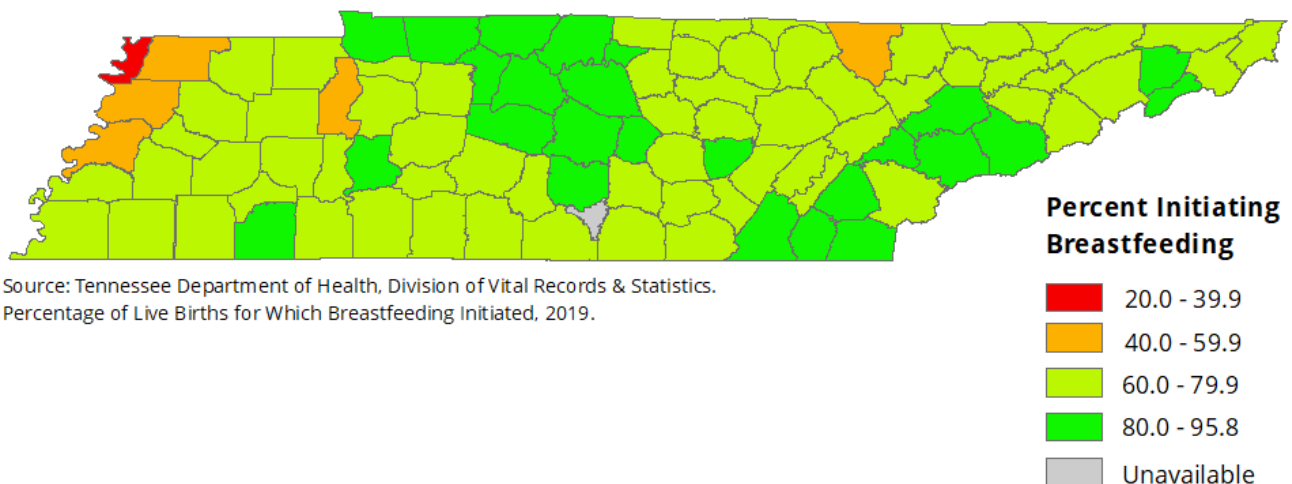 Percent Initiating
Breastfeeding
Source: Tennessee Department of Health, Division of Vital Records & Statistics.
Percentage of Live Births for Which Breastfeeding Initiated, 2019.
20.0 - 39.9
40.0 - 59.9
60.0 - 79.9
80.0 - 95.8
Unavailable